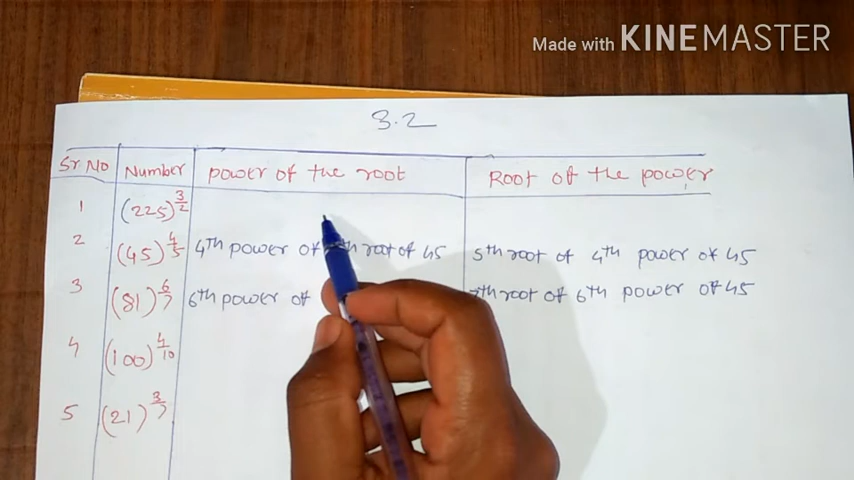 Made with KINEMASTER
3.2
Sr. No Number Power of the root Root of the power
1 (225)^3/2
2 (45)^4/5 4th power of root of 45 5th root of 4th power of 45
3 (81)^6/7 6th power of root of 6th power of 45
4 (100)^4/10
5 (21)^3/7